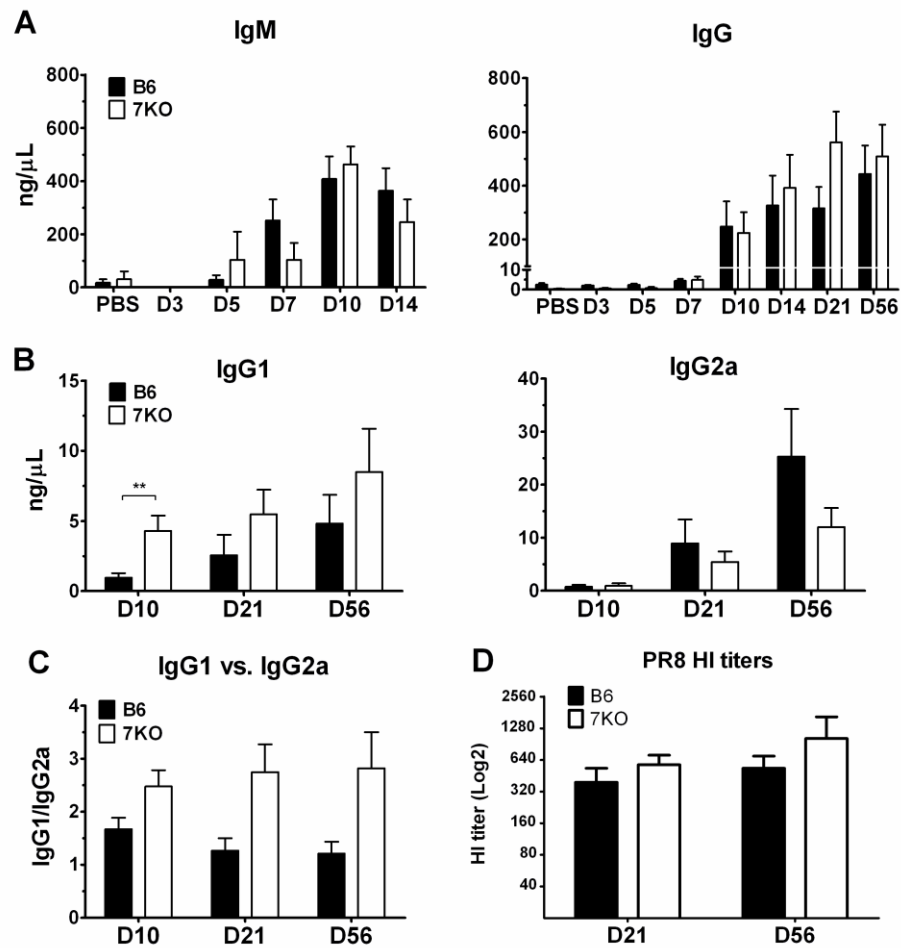 A
IgM
800
600
400
200
0
ng/µL
B6
7KO
PBS D3 D5 D7 D10 D14
IgG
800
600
400
200
10
0
PBS D3 D5 D7 D10 D14 D21 D56
B
IgG1
15
10
5
0
ng/µL
B6
7KO
**
D10 D21 D56
IgG2a
40
30
20
10
0
D10 D21 D56
C
IgG1 vs. IgG2a
4
3
2
1
0
IgG1/IgG2a
B6
7KO
D10 D21 D56
D
PR8 HI titers
2560
1280
640
320
160
80
40
HI titer (Log2)
B6
7KO
D21 D56